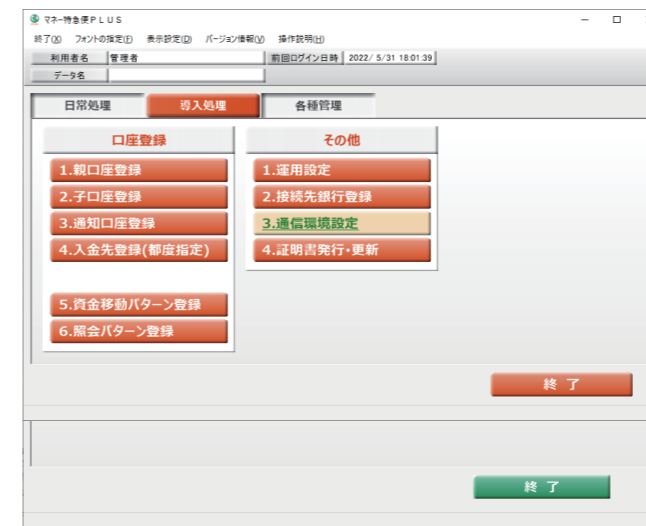 マネー特急便ＰＬＵＳ
終了(X) フォントの指定(F) 表示設定(D) バージョン情報(V) 操作説明(H)
利用者名 管理者 前回ログイン日時 2022/ 5/31 18:01:39
データ名
日常処理 導入処理 各種管理
口座登録
1.親口座登録
2.子口座登録
3.通知口座登録
4.入金先登録(都度指定)
5.資金移動パターン登録
6.照会パターン登録
その他
1.運用設定
2.接続先銀行登録
3.通信環境設定
4.証明書発行・更新
終 了
終 了